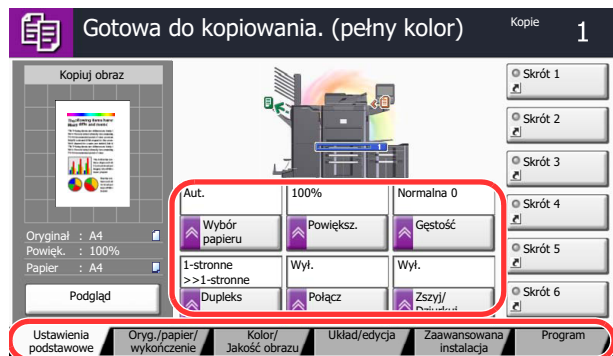 Gotowa do kopiowania. (pełny kolor)
Kopie
1
Kopiuj obraz
Oryginał : A4
Powięk. : 100%
Papier : A4
Podgląd
1
Aut.
Wybór
papieru
100%
Powiększ.
Normalna 0
Gęstość
1-stronne
>>1-stronne
Dupleks
Wył.
Połącz
Wył.
Zszyj/
Skrót 1
Skrót 2
Skrót 3
Skrót 4
Skrót 5
Skrót 6
Ustawienia
podstawowe
Oryg./papier/
wykończenie
Kolor/
Jakość obrazu
Układ/edycja
Zaawansowana
instalacja
Program